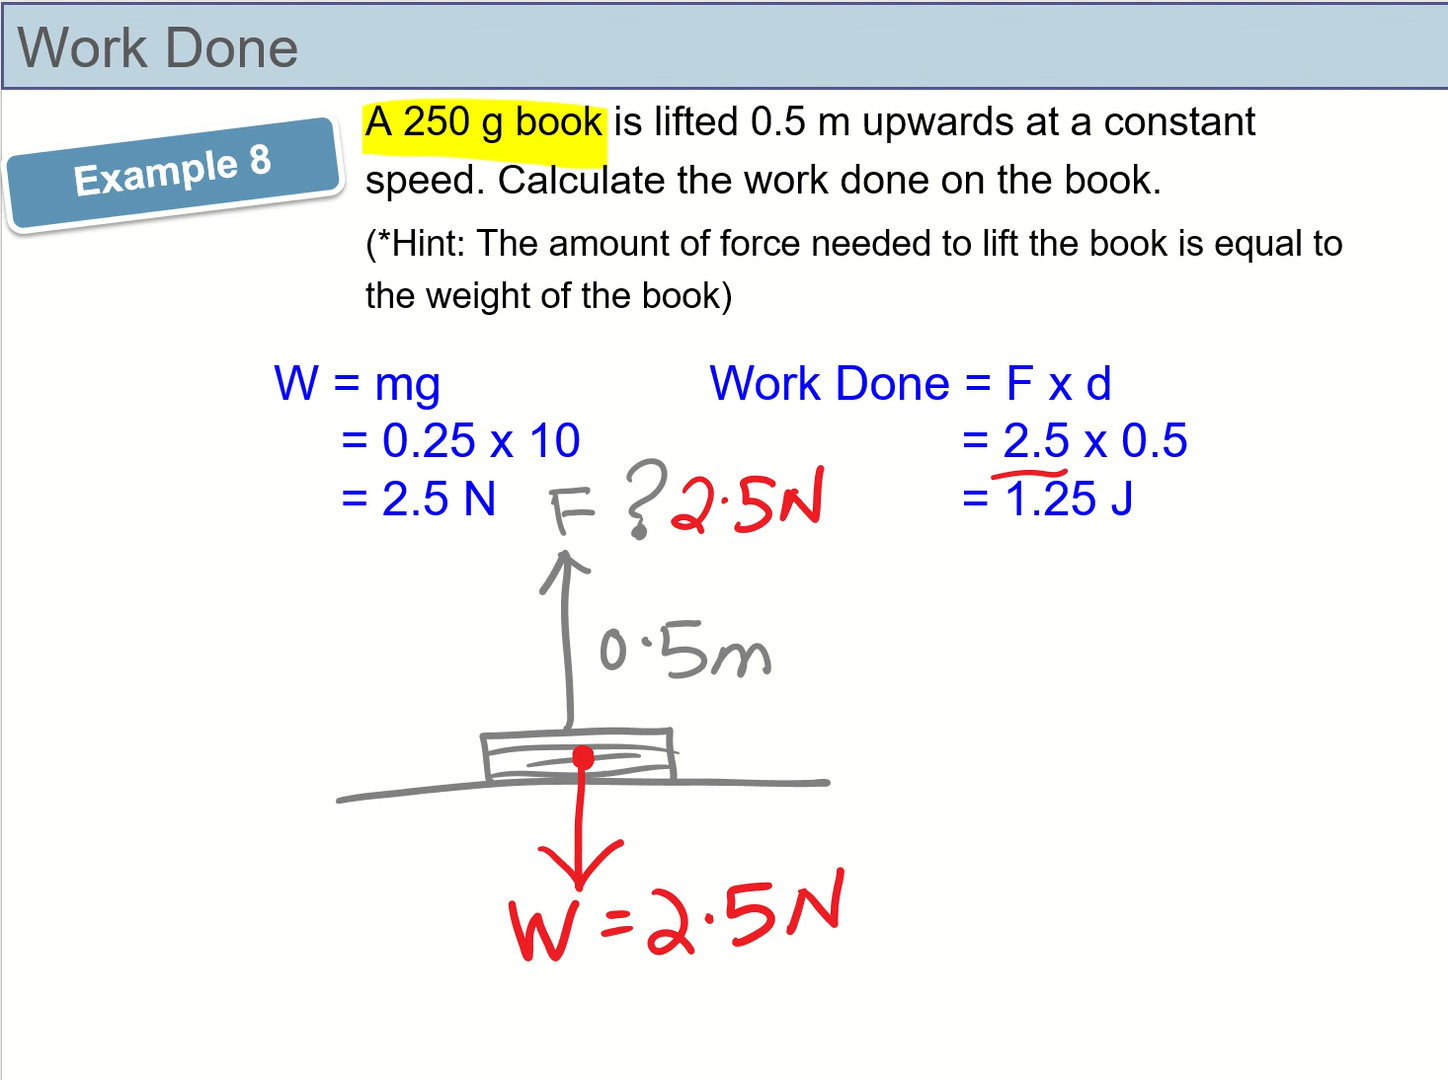 Work Done
Example 8
A 250 g book is lifted 0.5 m upwards at a constant
speed. Calculate the work done on the book.
(*Hint: The amount of force needed to lift the book is equal to
the weight of the book)
W = mg
= 0.25 x 10
= 2.5 N
Work Done = F x d
= 2.5 x 0.5
= 1.25 J
F ? 2.5N
0.5m
W = 2.5N